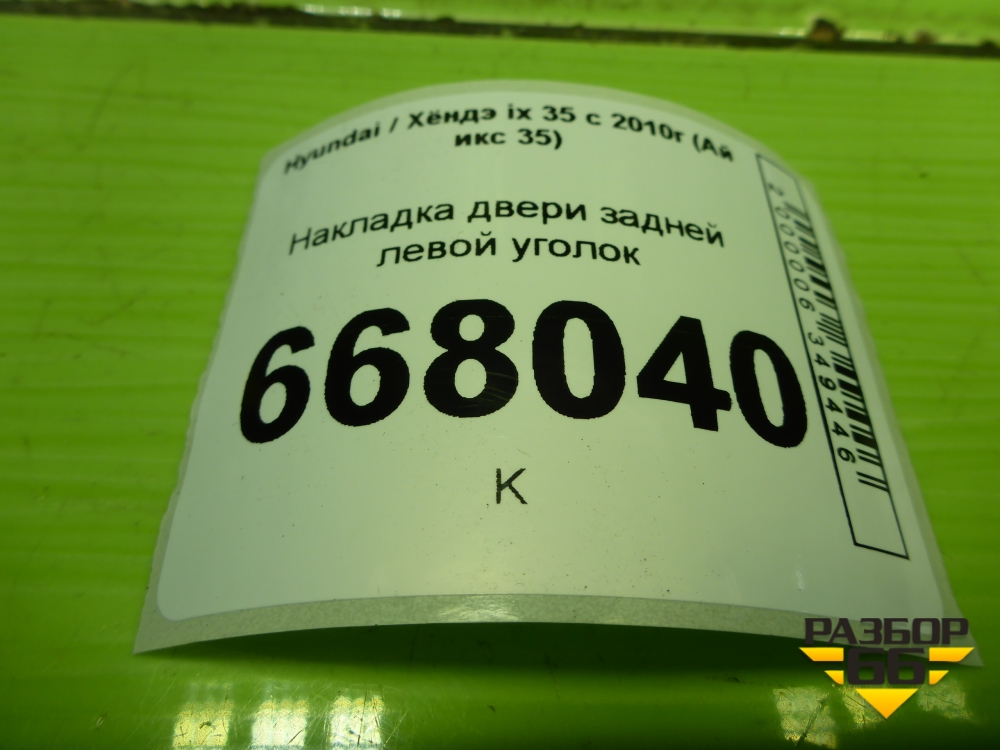 Hyundai / Хёндэ ix 35 с 2010г (Ай
икс 35)
Накладка двери задней
левой уголок
668040
К
2000006349446
РАЗБОР
66